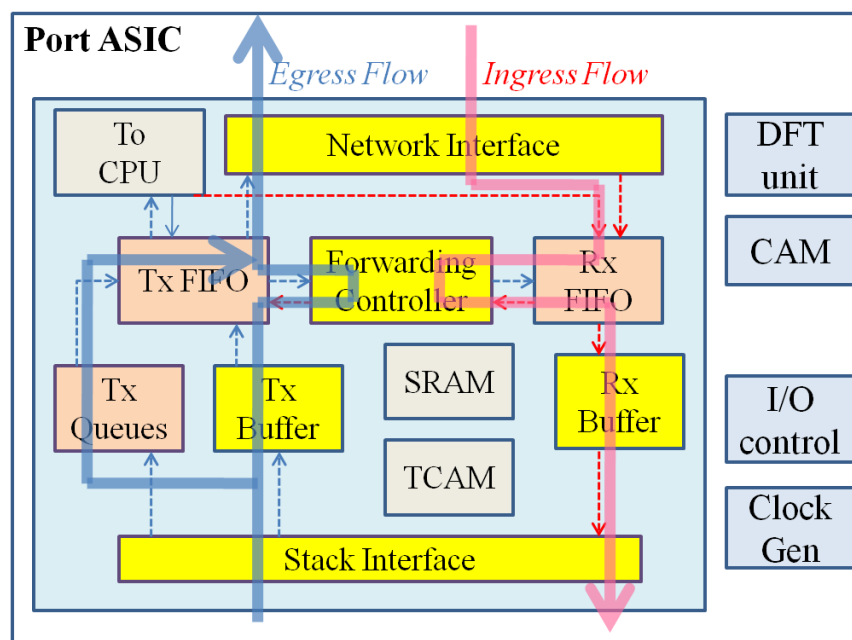 Port ASIC
Egress Flow
Ingress Flow
To
CPU
Network Interface
DFT
unit
CAM
Tx FIFO
Forwarding
Controller
Rx
FIFO
Tx
Queues
Tx
Buffer
SRAM
Rx
Buffer
I/O
control
TCAM
Clock
Gen
Stack Interface